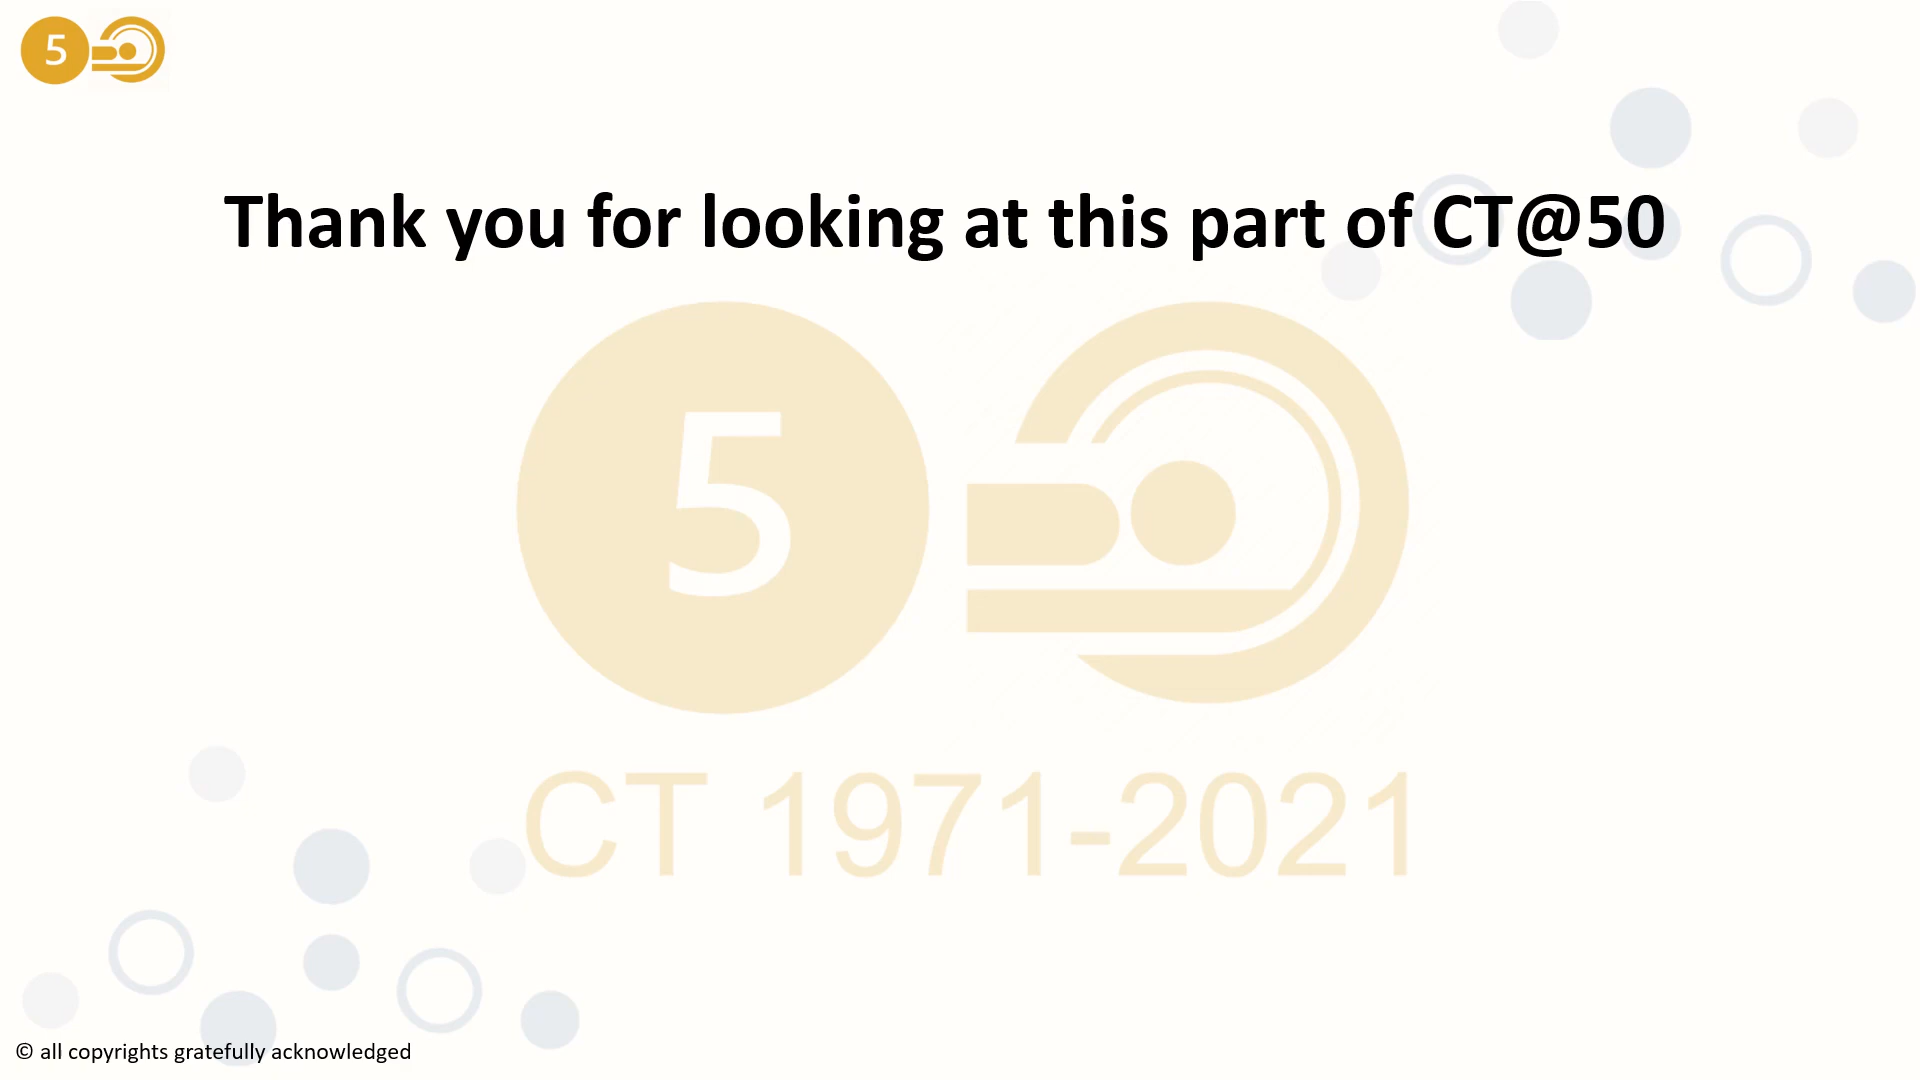 5
Thank you for looking at this part of CT@50
5
CT 1971-2021
© all copyrights gratefully acknowledged